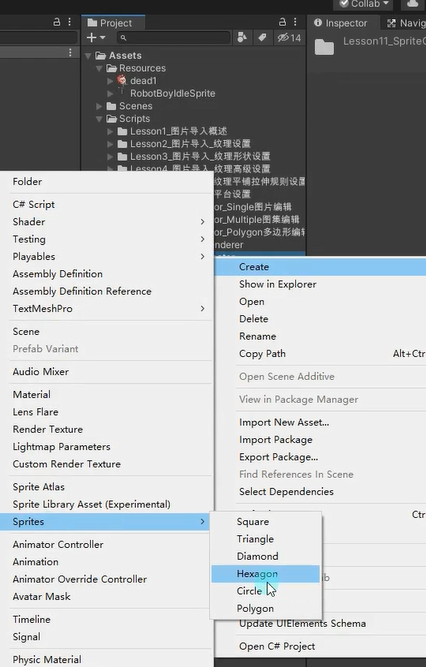 Collab
Project
Inspector
Navig
14
Lesson11_Sprite
Assets
Resources
dead1
RobotBoyIdleSprite
Scenes
Scripts
Lesson1_图片导入概述
Lesson2_图片导入_纹理设置
Lesson3_图片导入_纹理形状设置
Lesson4_图片导入_纹理高级设置
纹理平铺拉伸规则设置
平台设置
or_Single图片编辑
or_Multiple图集编辑
or_Polygon多边形编辑
nderer
Folder
C# Script
Shader
Testing
Playables
Assembly Definition
Assembly Definition Reference
TextMeshPro
Scene
Prefab Variant
Audio Mixer
Material
Lens Flare
Render Texture
Lightmap Parameters
Custom Render Texture
Sprite Atlas
Sprite Library Asset (Experimental)
Sprites
Animator Controller
Animation
Animator Override Controller
Avatar Mask
Timeline
Signal
Physic Material
Create
Show in Explorer
Open
Delete
Rename
Copy Path Alt+Ctr
Open Scene Additive
View in Package Manager
Import New Asset...
Import Package
Export Package...
Find References In Scene
Select Dependencies
Ctr
Square
Triangle
Diamond
Hexagon
Circle
Polygon
Update UIElements Schema
Open C# Project